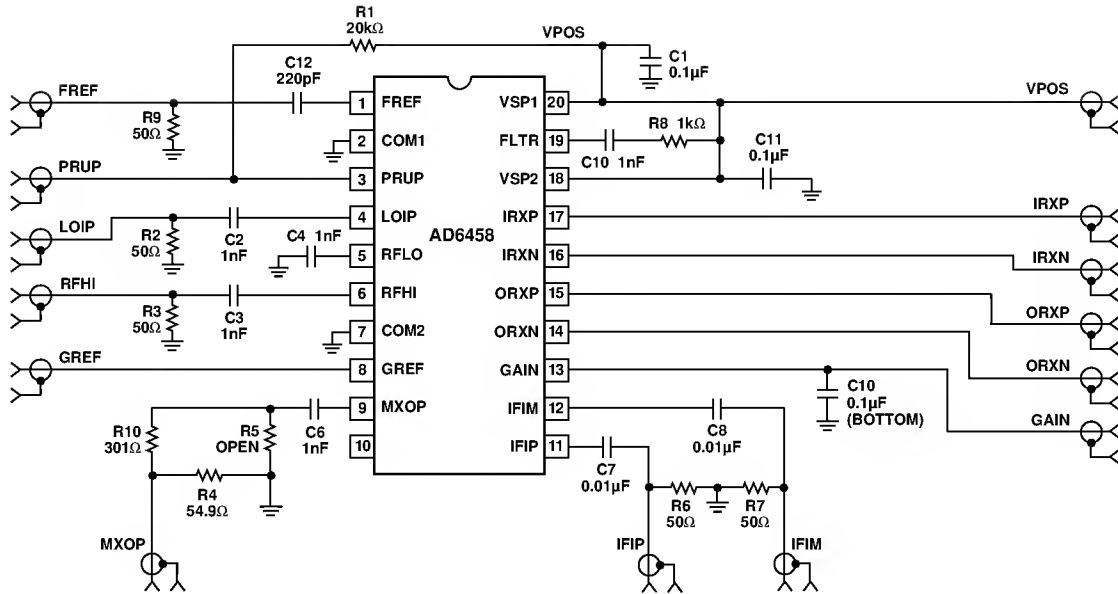 R1
20kΩ
VPOS
C1
0.1µF
C12
220pF
FREF
R9
50Ω
PRUP
LOIP
R2
50Ω
C2
1nF
C4 1nF
RFHI
R3
50Ω
C3
1nF
GREF
R10
301Ω
R5
OPEN
C6
1nF
R4
54.9Ω
MXOP
AD6458
1 FREF
2 COM1
3 PRUP
4 LOIP
5 RFLO
6 RFHI
7 COM2
8 GREF
9 MXOP
10
VSP1 20
FLTR 19
VSP2 18
IRXP 17
IRXN 16
ORXP 15
ORXN 14
GAIN 13
IFIM 12
IFIP 11
R8 1kΩ
C10 1nF
C11
0.1µF
VPOS
IRXP
IRXN
ORXP
ORXN
GAIN
C10
0.1µF
(BOTTOM)
C8
0.01µF
C7
0.01µF
R6
50Ω
R7
50Ω
IFIP
IFIM